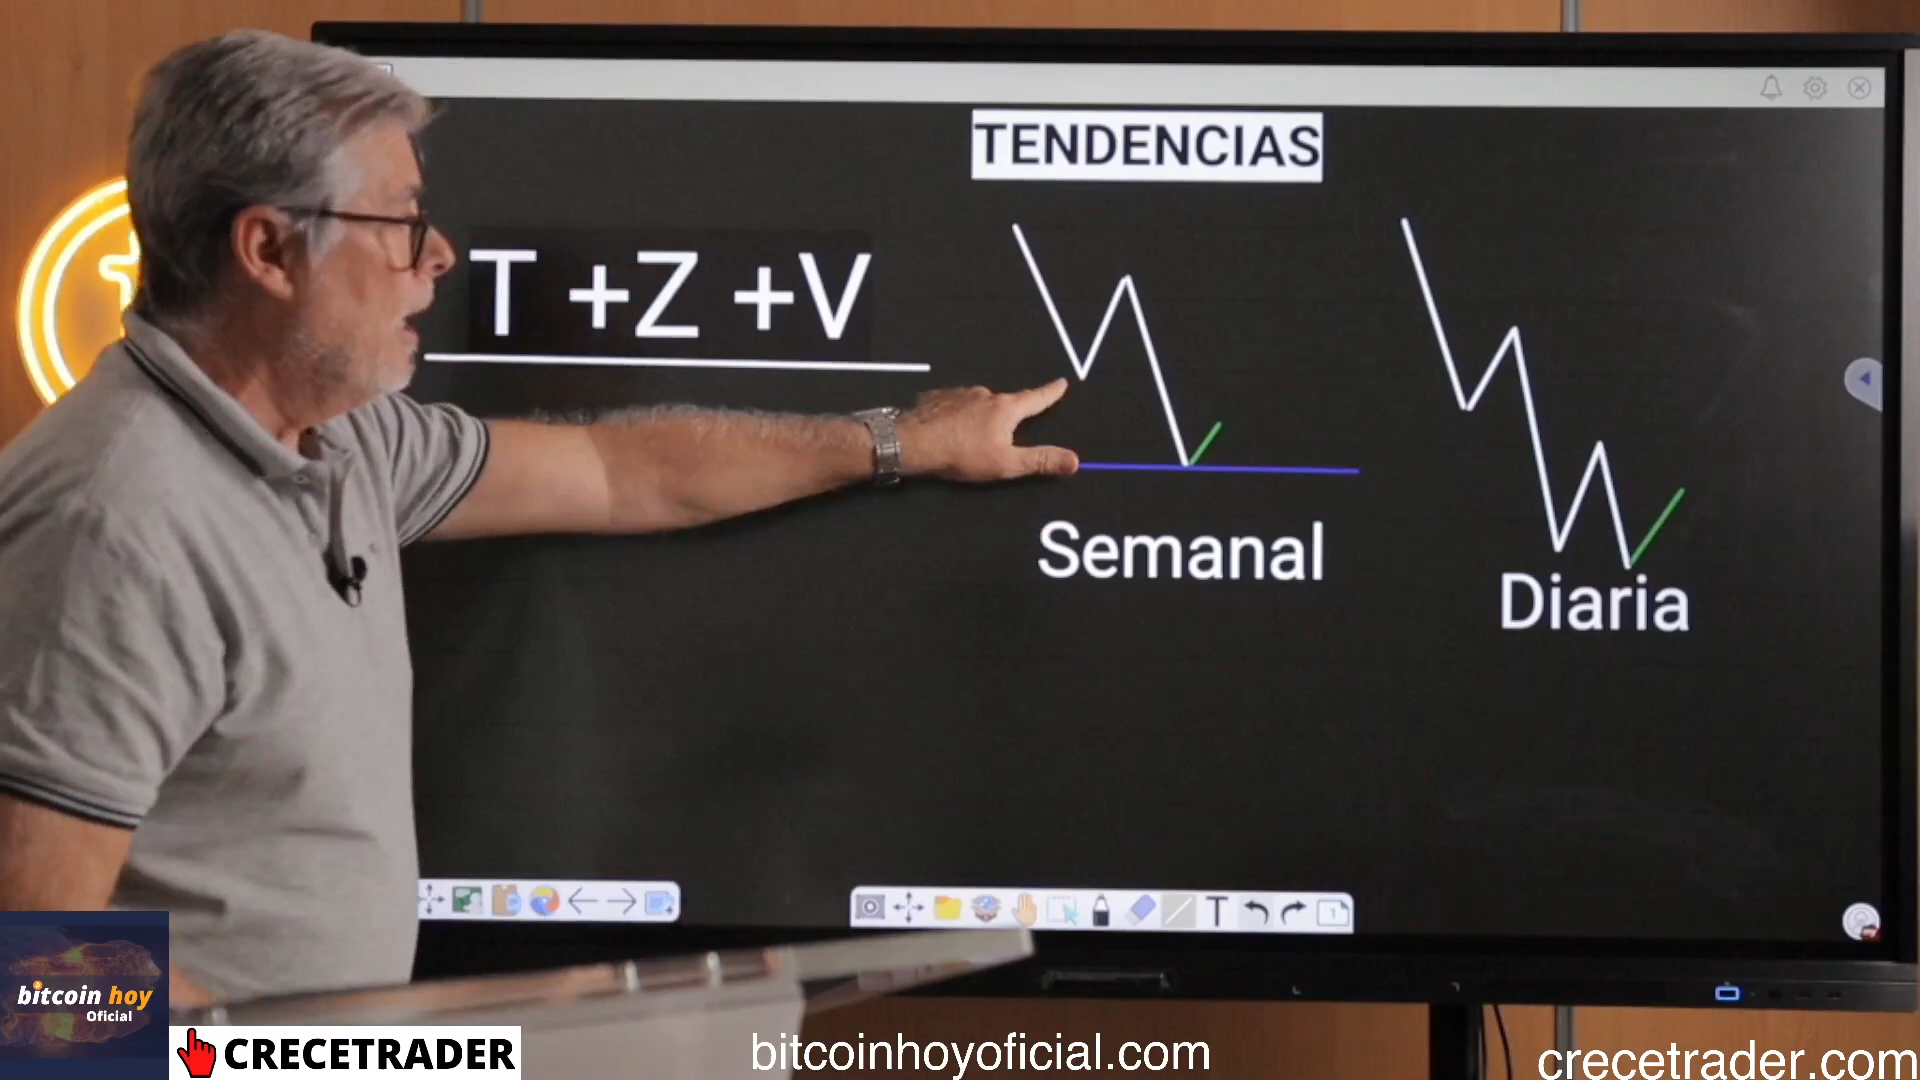 TENDENCIAS
T +Z +V
Semanal
Diaria
bitcoin hoy
Oficial
CRECETRADER
bitcoinhoyoficial.com
crecetrader.com